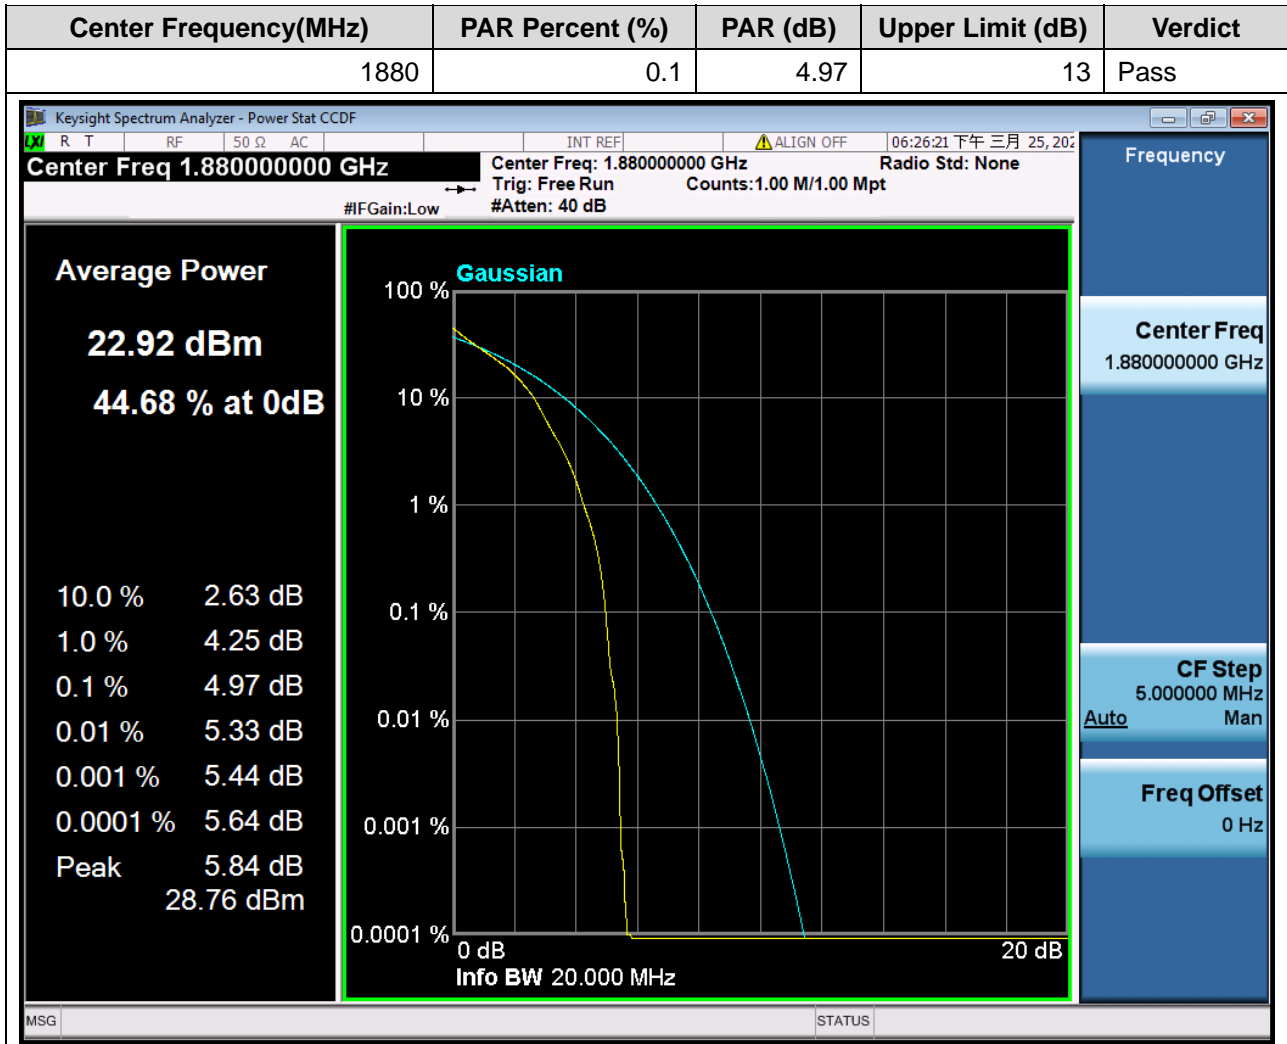 Center Frequency(MHz) PAR Percent (%) PAR (dB) Upper Limit (dB) Verdict
1880 0.1 4.97 13 Pass
Keysight Spectrum Analyzer - Power Stat CCDF
LXI R T RF 50 Ω AC INT REF ALIGN OFF 06:26:21 下午 三月 25, 202
Center Freq 1.880000000 GHz
Center Freq: 1.880000000 GHz Radio Std: None
Trig: Free Run Counts:1.00 M/1.00 Mpt
#IFGain:Low #Atten: 40 dB
Frequency
Average Power
22.92 dBm
44.68 % at 0dB
10.0 % 2.63 dB
1.0 % 4.25 dB
0.1 % 4.97 dB
0.01 % 5.33 dB
0.001 % 5.44 dB
0.0001 % 5.64 dB
Peak 5.84 dB
28.76 dBm
Gaussian
100 %
10 %
1 %
0.1 %
0.01 %
0.001 %
0.0001 %
0 dB 20 dB
Info BW 20.000 MHz
Center Freq
1.880000000 GHz
CF Step
5.000000 MHz
Auto Man
Freq Offset
0 Hz
MSG STATUS